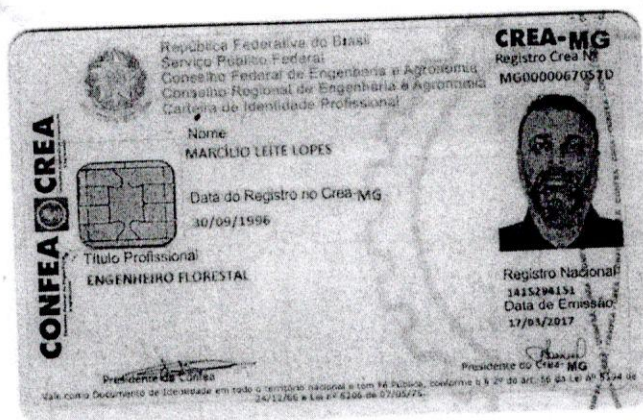 República Federativa do Brasil
Serviço Público Federal
Conselho Federal de Engenharia e Agronomia
Conselho Regional de Engenharia e Agronomia
Carteira de Identidade Profissional
CREA-MG
Registro Crea Nº
MG0000067057D
CONFEA CREA
Nome
MARCÍLIO LEITE LOPES
Data do Registro no Crea-MG
30/09/1996
Título Profissional
ENGENHEIRO FLORESTAL
Registro Nacional
1415294151
Data de Emissão
17/03/2017
Presidente da Confea
Presidente do Crea-MG
Vale como Documento de Identidade em todo o território nacional e tem Fé Pública, conforme o § 2º do art. 56 da Lei nº 5194 de
24/12/66 e Lei nº 6206 de 07/05/75.